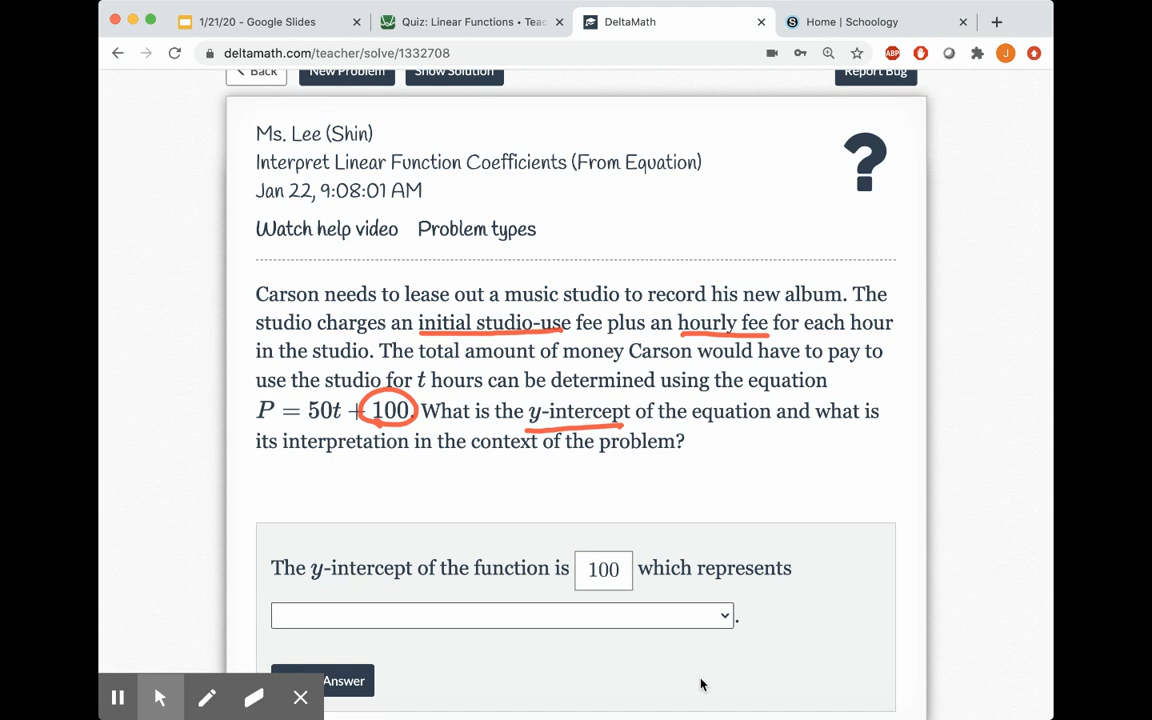 1/21/20 - Google Slides
Quiz: Linear Functions • Teac
DeltaMath
Home | Schoology
deltamath.com/teacher/solve/1332708
ABP
J
Back
New Problem
Show Solution
Report Bug
Ms. Lee (Shin)
Interpret Linear Function Coefficients (From Equation)
Jan 22, 9:08:01 AM
?
Watch help video Problem types
Carson needs to lease out a music studio to record his new album. The
studio charges an initial studio-use fee plus an hourly fee for each hour
in the studio. The total amount of money Carson would have to pay to
use the studio for t hours can be determined using the equation
P = 50t + 100. What is the y-intercept of the equation and what is
its interpretation in the context of the problem?
The y-intercept of the function is 100 which represents
.
Answer